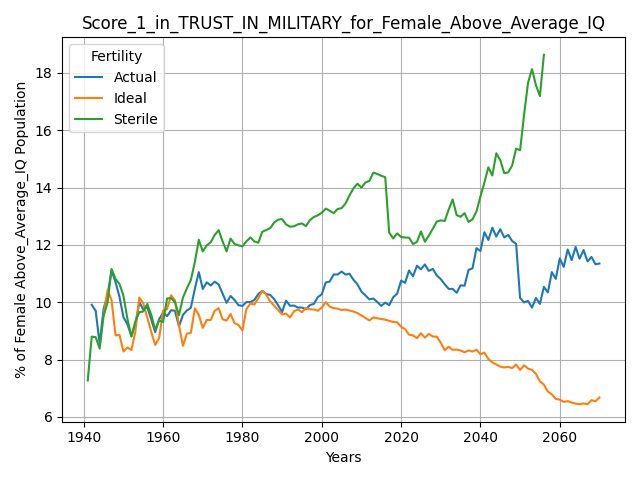 Score_1_in_TRUST_IN_MILITARY_for_Female_Above_Average_IQ
% of Female Above_Average_IQ Population
Fertility
Actual
Ideal
Sterile
18
16
14
12
10
8
6
1940
1960
1980
2000
2020
2040
2060
Years